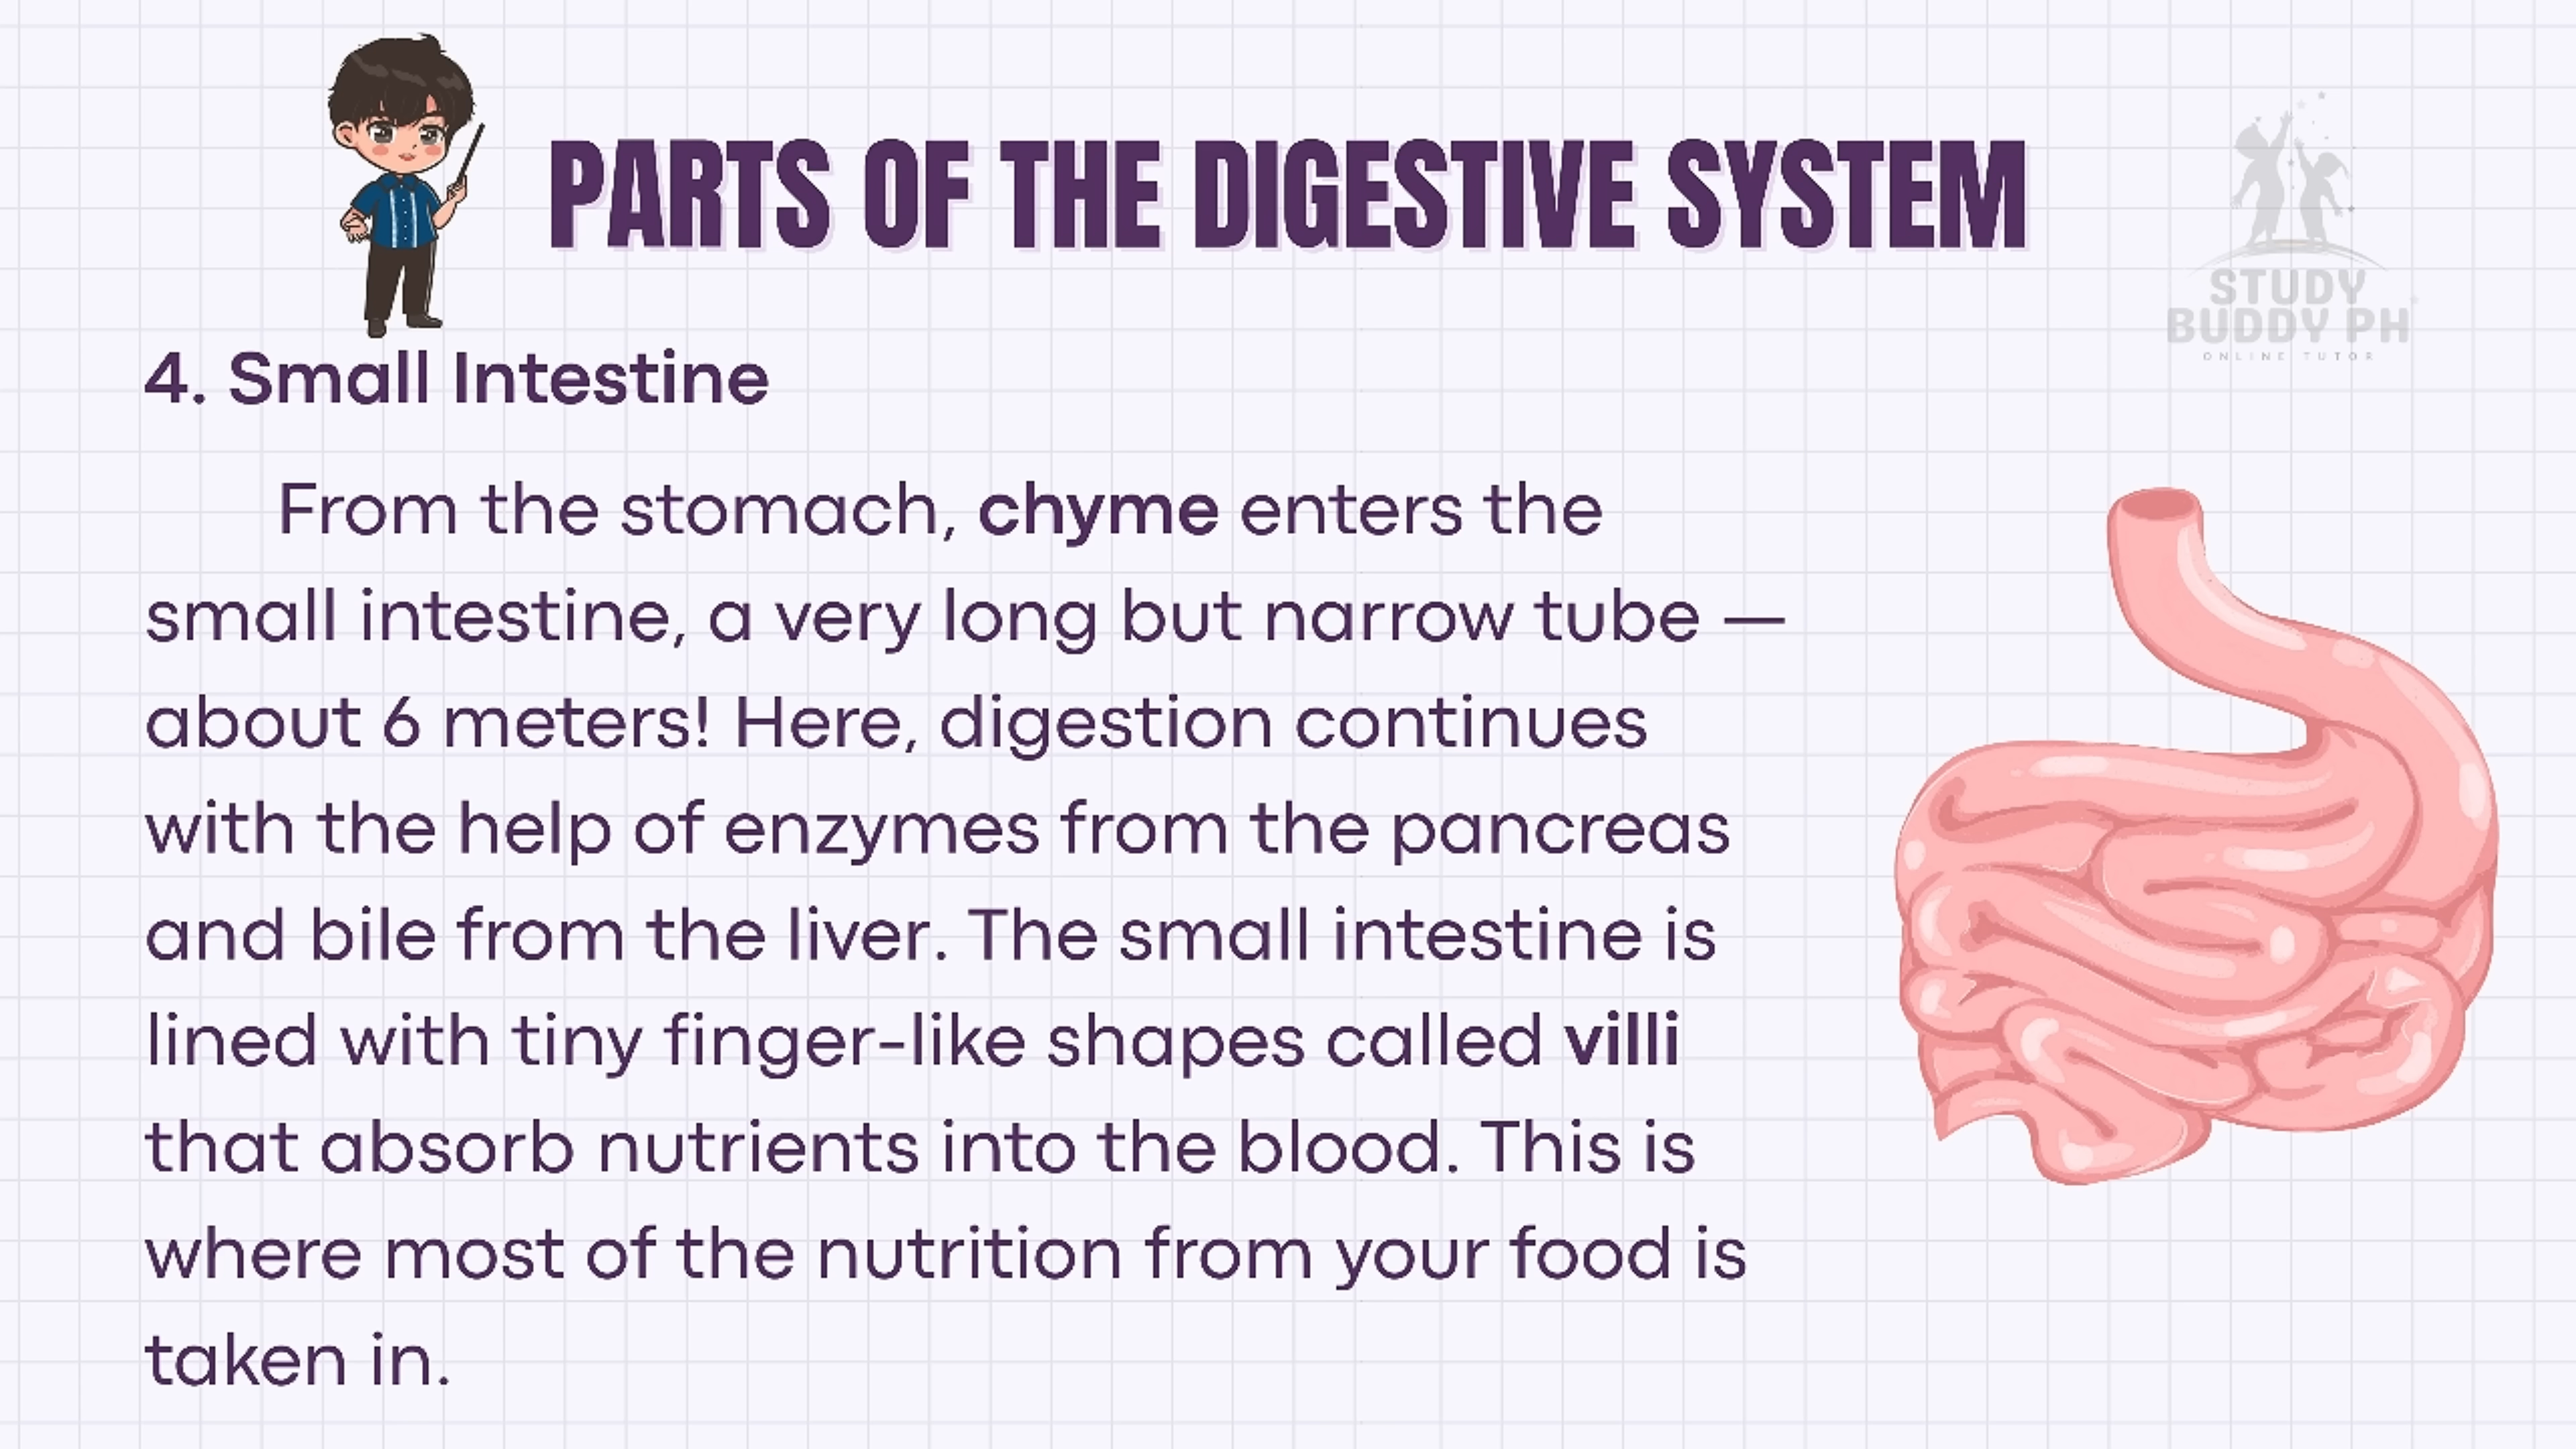 PARTS OF THE DIGESTIVE SYSTEM
STUDY
BUDDY PH
ONLINE TUTOR
4. Small Intestine
From the stomach, chyme enters the
small intestine, a very long but narrow tube —
about 6 meters! Here, digestion continues
with the help of enzymes from the pancreas
and bile from the liver. The small intestine is
lined with tiny finger-like shapes called villi
that absorb nutrients into the blood. This is
where most of the nutrition from your food is
taken in.